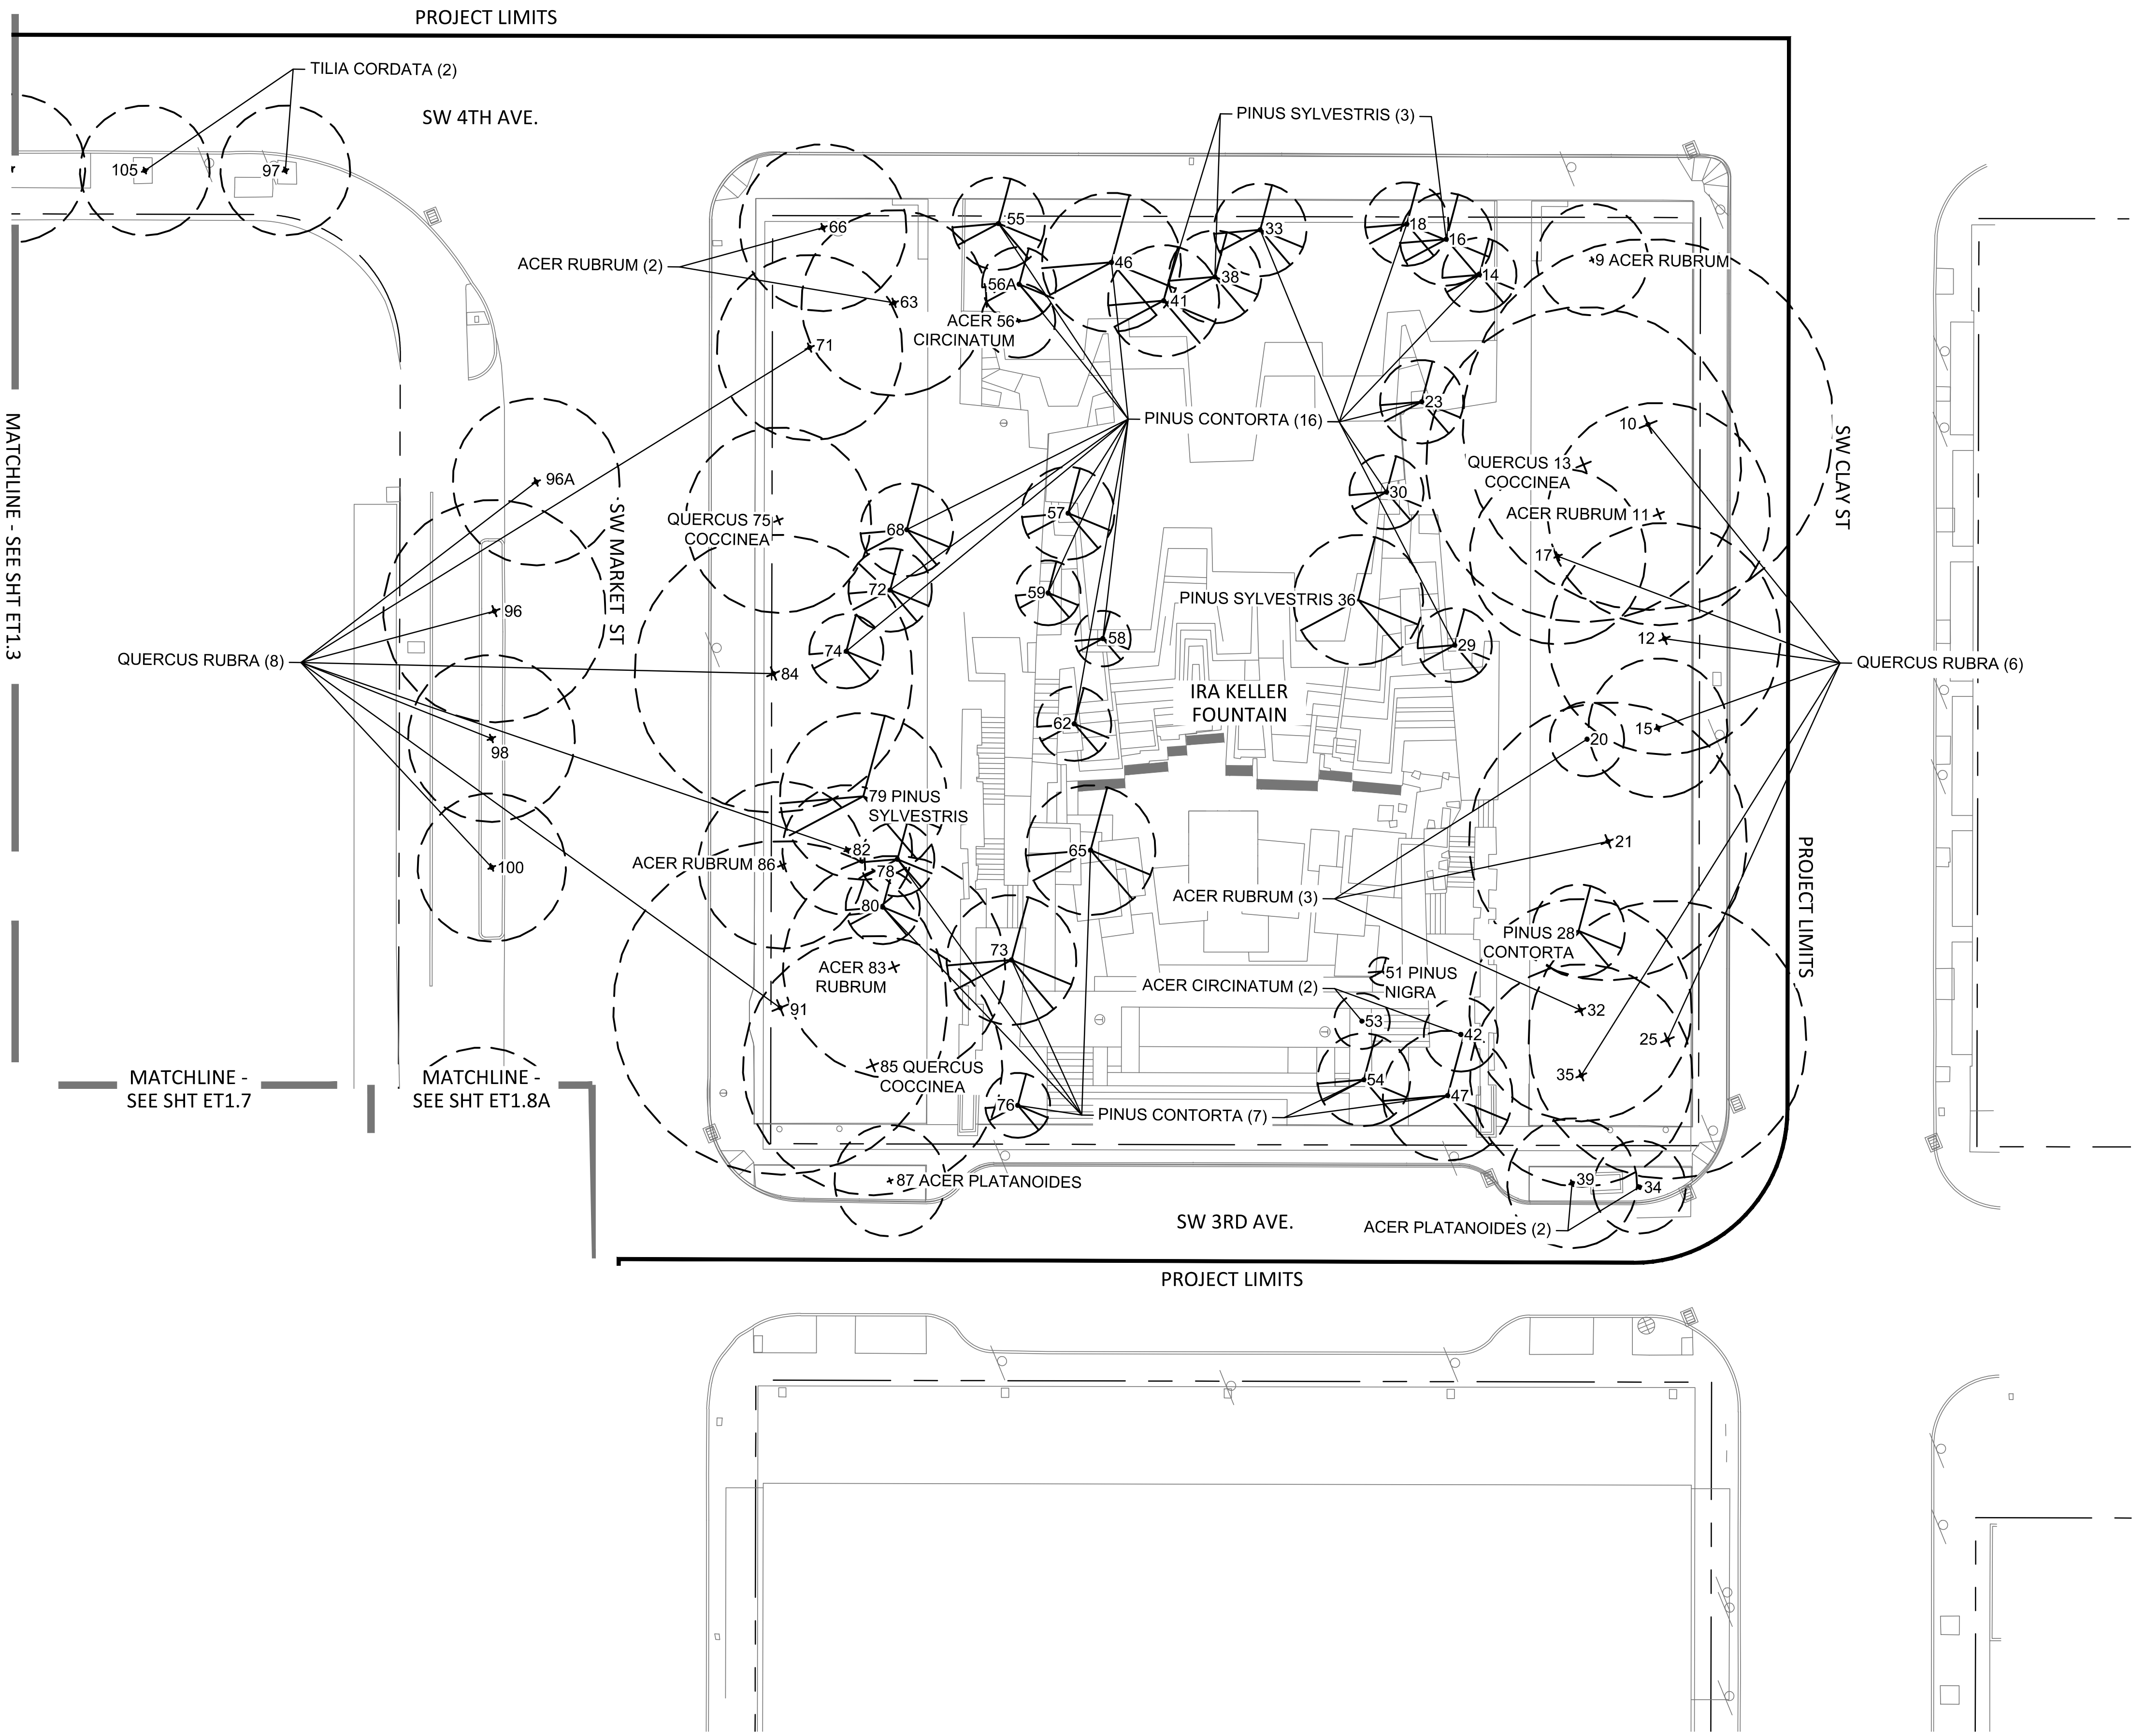 PROJECT LIMITS
TILIA CORDATA (2)
SW 4TH AVE.
PINUS SYLVESTRIS (3)
105
97
55
66
33
18
16
ACER RUBRUM (2)
46
9 ACER RUBRUM
38
14
56A
63
41
ACER 56
CIRCINATUM
71
23
PINUS CONTORTA (16)
10
MATCHLINE - SEE SHT ET1.3
SW CLAY ST
QUERCUS 13
COCCINEA
96A
30
57
ACER RUBRUM 11
QUERCUS 75
COCCINEA
68
SW MARKET ST
17
72
59
PINUS SYLVESTRIS 36
96
58
12
29
74
QUERCUS RUBRA (8)
QUERCUS RUBRA (6)
84
IRA KELLER
FOUNTAIN
62
15
20
98
79 PINUS
SYLVESTRIS
21
65
82
ACER RUBRUM 86
100
78
PROJECT LIMITS
ACER RUBRUM (3)
80
PINUS 28
CONTORTA
73
ACER 83
RUBRUM
51 PINUS
NIGRA
ACER CIRCINATUM (2)
91
32
53
42
25
85 QUERCUS
COCCINEA
35
MATCHLINE -
SEE SHT ET1.7
MATCHLINE -
SEE SHT ET1.8A
54
47
76
PINUS CONTORTA (7)
87 ACER PLATANOIDES
39
34
SW 3RD AVE.
ACER PLATANOIDES (2)
PROJECT LIMITS